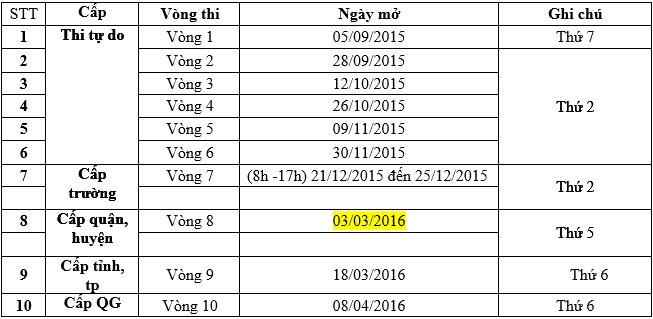 STT Cấp Vòng thi Ngày mở Ghi chú
1 Thi tự do Vòng 1 05/09/2015 Thứ 7
2 Vòng 2 28/09/2015
3 Vòng 3 12/10/2015
4 Vòng 4 26/10/2015 Thứ 2
5 Vòng 5 09/11/2015
6 Vòng 6 30/11/2015
7 Cấp Vòng 7 (8h -17h) 21/12/2015 đến 25/12/2015 Thứ 2
trường
8 Cấp quận, Vòng 8 03/03/2016 Thứ 5
huyện
9 Cấp tỉnh, Vòng 9 18/03/2016 Thứ 6
tp
10 Cấp QG Vòng 10 08/04/2016 Thứ 6